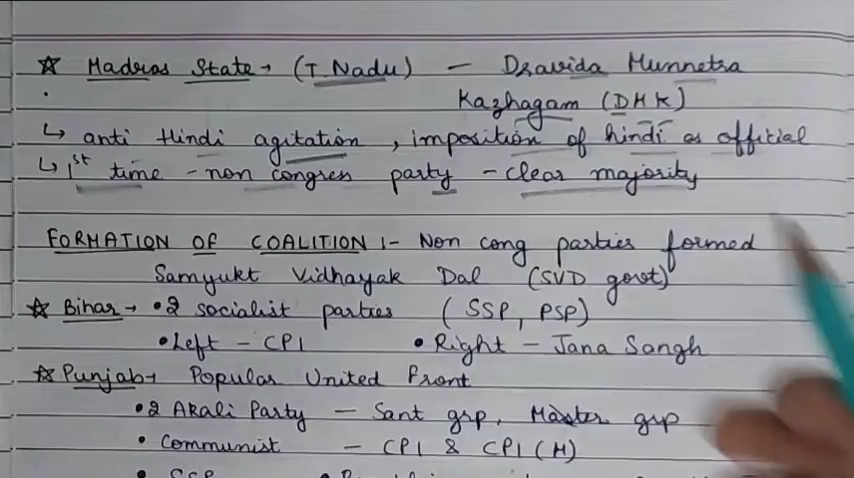 ☆ Madras State → (T.Nadu) – Dravida Munnetra
Kazhagam (DMK)
↳ anti Hindi agitation, imposition of hindi as official
↳ 1st time - non congress party - clear majority
FORMATION OF COALITION :- Non cong parties formed
Samyukt Vidhayak Dal (SVD govt)
☆ Bihar → • 2 socialist parties (SSP, PSP)
• Left - CPI • Right - Jana Sangh
☆ Punjab → Popular United Front
• 2 Akali Party – Sant grp, Master grp
• Communist – CPI & CPI (M)
• SSP